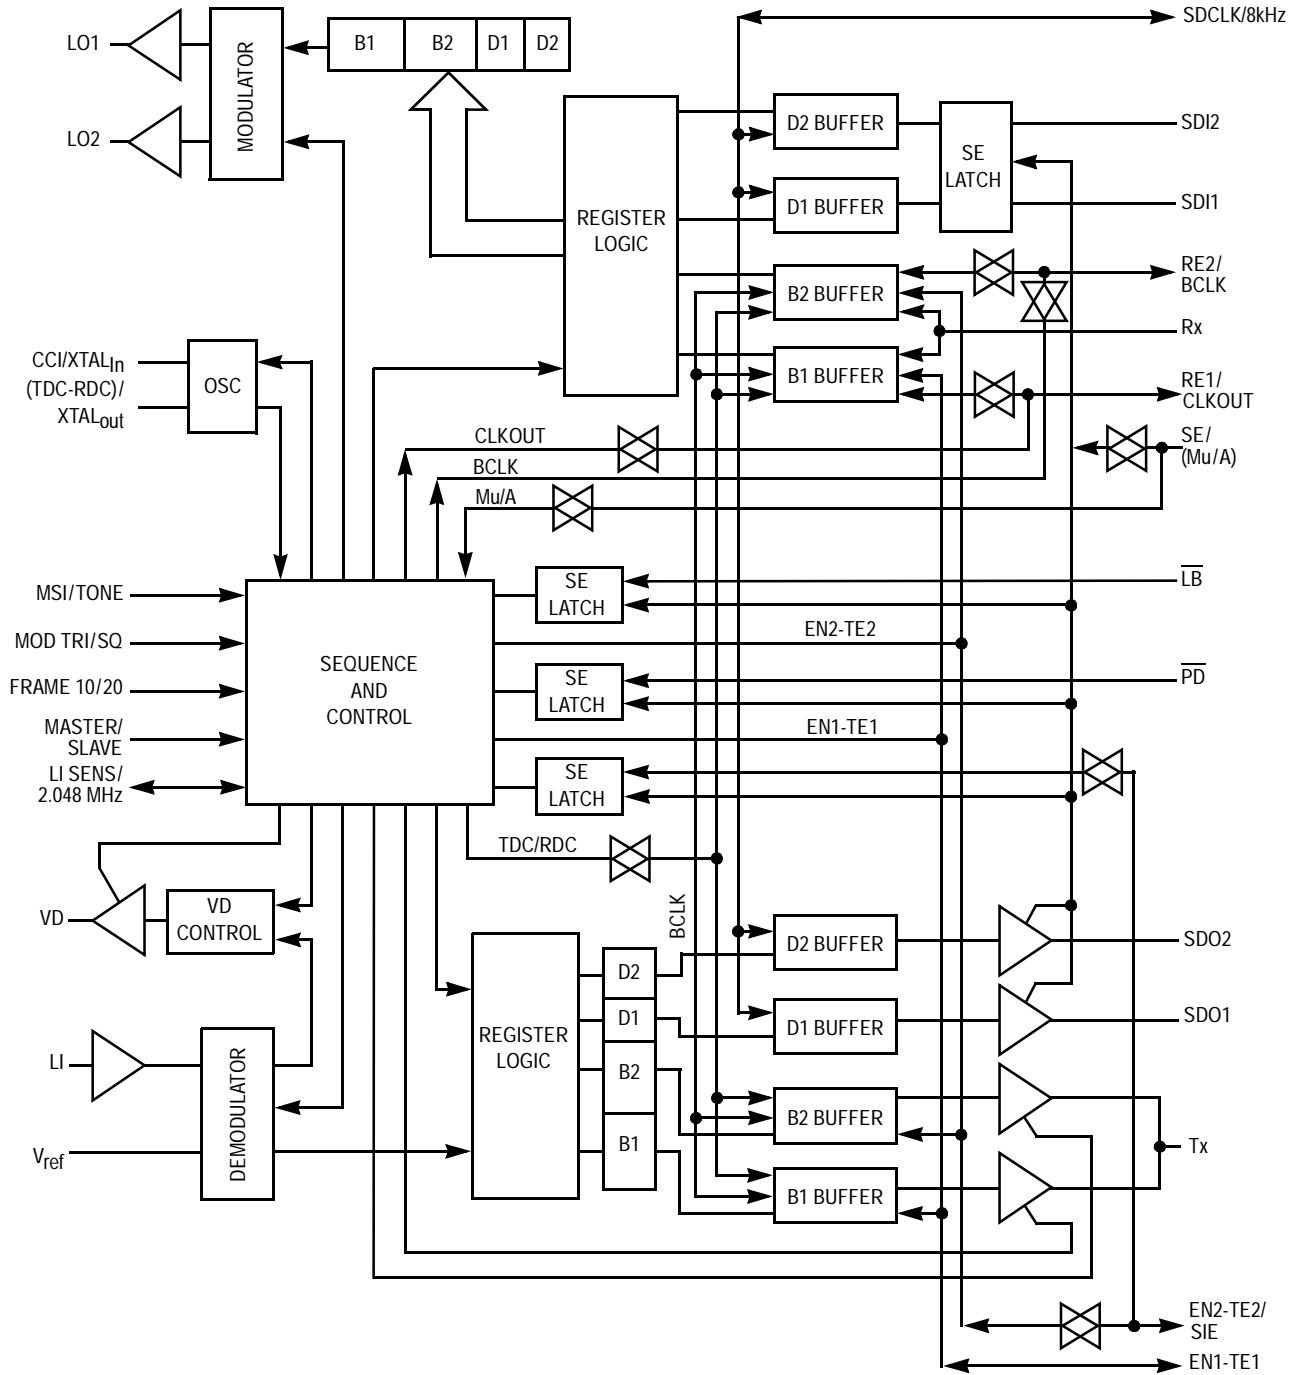 SDCLK/8kHz
LO1
MODULATOR
B1
B2
D1
D2
LO2
D2 BUFFER
SE
LATCH
SDI2
D1 BUFFER
SDI1
REGISTER
LOGIC
B2 BUFFER
RE2/
BCLK
Rx
B1 BUFFER
RE1/
CLKOUT
CCI/XTALIn
(TDC-RDC)/
XTALout
OSC
CLKOUT
BCLK
Mu/A
SE/
(Mu/A)
MSI/TONE
MOD TRI/SQ
FRAME 10/20
MASTER/
SLAVE
LI SENS/
2.048 MHz
SEQUENCE
AND
CONTROL
SE
LATCH
LB
EN2-TE2
SE
LATCH
PD
EN1-TE1
SE
LATCH
TDC/RDC
BCLK
VD
VD
CONTROL
LI
Vref
DEMODULATOR
REGISTER
LOGIC
D2
D1
B2
B1
D2 BUFFER
SDO2
D1 BUFFER
SDO1
B2 BUFFER
Tx
B1 BUFFER
EN2-TE2/
SIE
EN1-TE1